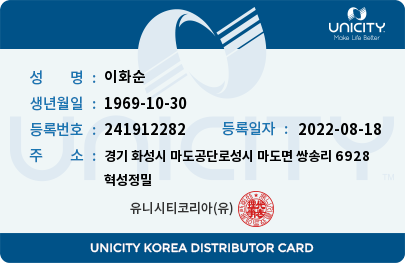 UNICITY
Make Life Better
성 명 : 이화순
생년월일 : 1969-10-30
등록번호 : 241912282 등록일자 : 2022-08-18
주 소 : 경기 화성시 마도공단로성시 마도면 쌍송리 6928
혁성정밀
유니시티코리아(유)
UNICITY
TM
UNICITY KOREA DISTRIBUTOR CARD